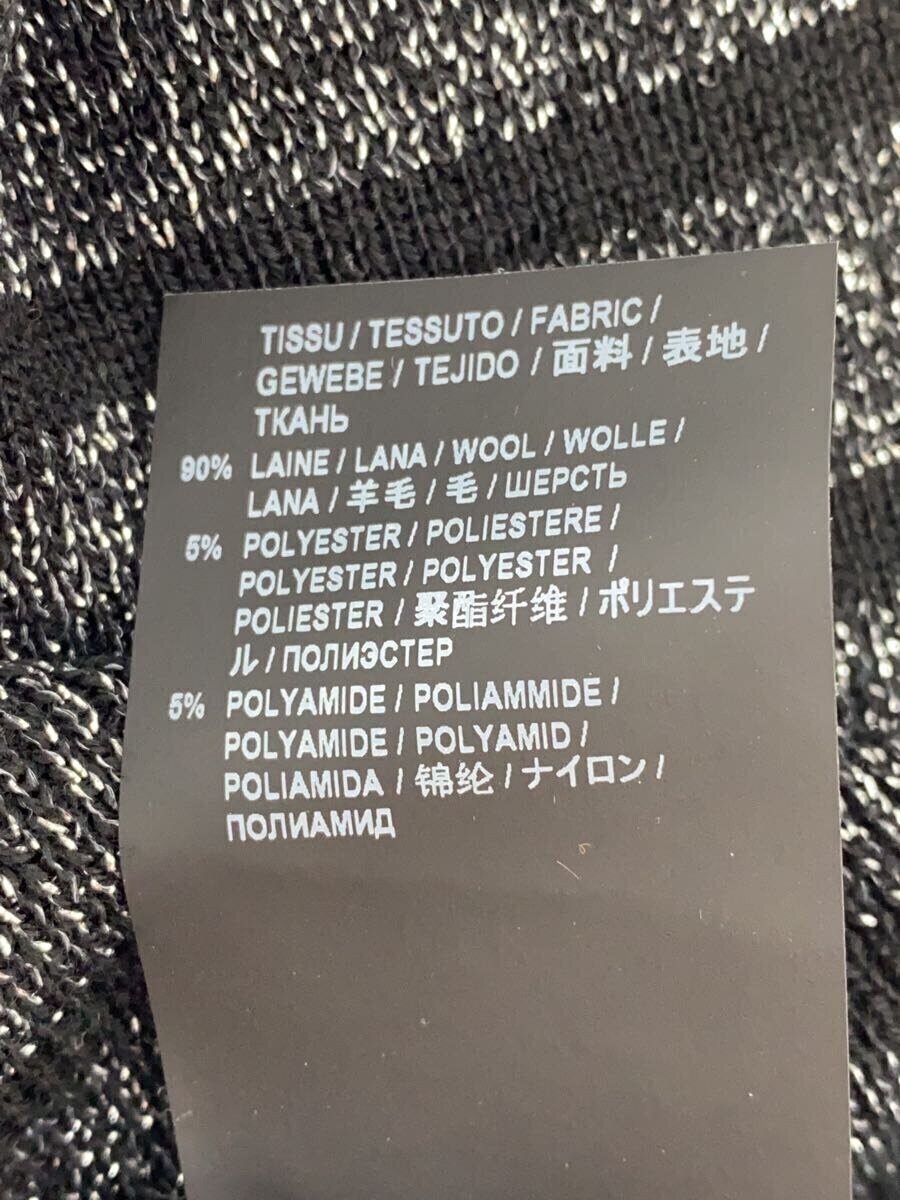 TISSU / TESSUTO / FABRIC /
GEWEBE / TEJIDO / 面料 / 表地 /
ТКАНЬ
90% LAINE / LANA / WOOL / WOLLE /
LANA / 羊毛 / 毛 / ШЕРСТЬ
5% POLYESTER / POLIESTERE /
POLYESTER / POLYESTER /
POLIESTER / 聚酯纤维 / ポリエステ
ル / ПОЛИЭСТЕР
5% POLYAMIDE / POLIAMMIDE /
POLYAMIDE / POLYAMID /
POLIAMIDA / 锦纶 / ナイロン /
ПОЛИАМИД